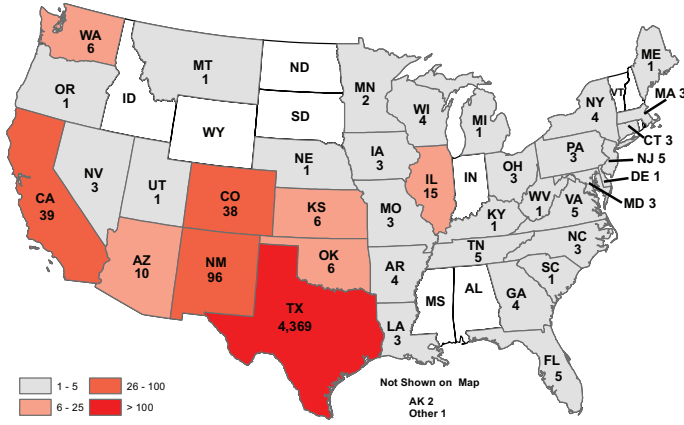 WA
6
MT
1
ND
ME
1
OR
1
ID
MN
2
VT
SD
WI
4
MI
1
NY
4
MA 3
WY
CT 3
NE
1
IA
3
PA
3
NJ 5
DE 1
MD 3
NV
3
UT
1
CO
38
IL
15
IN
OH
3
CA
39
KS
6
MO
3
KY
1
WV
1
VA
5
AZ
10
NM
96
OK
6
AR
4
TN
5
NC
3
SC
1
TX
4,369
MS
AL
GA
4
LA
3
FL
5
1 - 5
26 - 100
6 - 25
> 100
Not Shown on Map
AK 2
Other 1